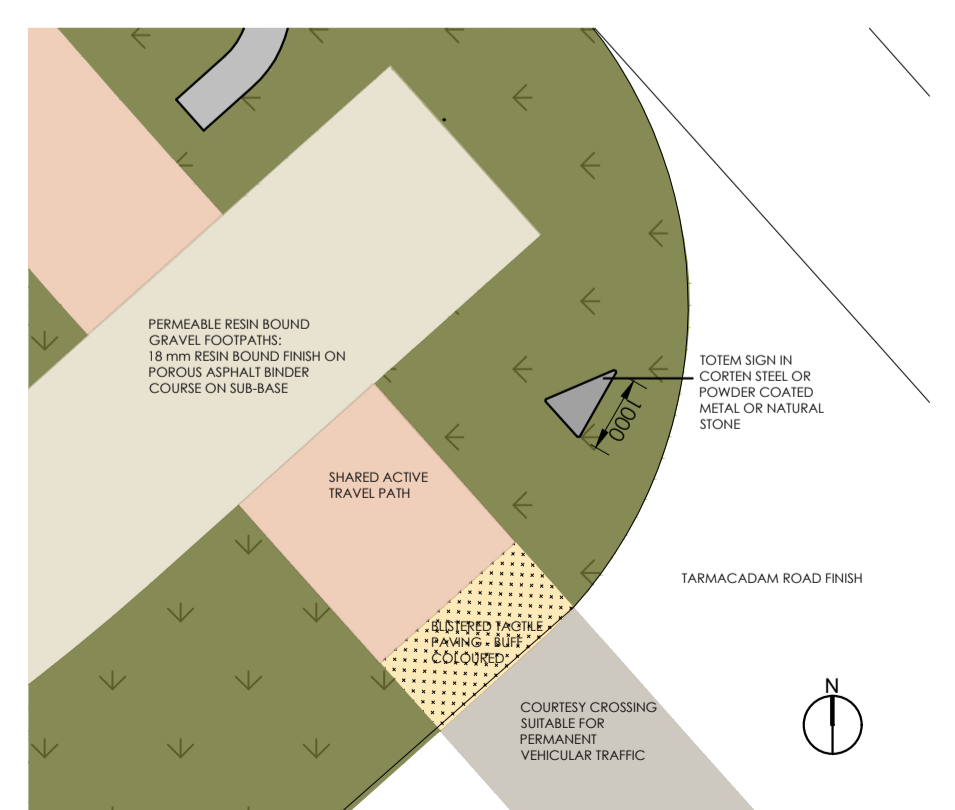 PERMEABLE RESIN BOUND
GRAVEL FOOTPATHS:
18 mm RESIN BOUND FINISH ON
POROUS ASPHALT BINDER
COURSE ON SUB-BASE
TOTEM SIGN IN
CORTEN STEEL OR
POWDER COATED
METAL OR NATURAL
STONE
1000
SHARED ACTIVE
TRAVEL PATH
TARMACADAM ROAD FINISH
BLISTERED TACTILE
PAVING - BUFF
COLOURED
COURTESY CROSSING
SUITABLE FOR
PERMANENT
VEHICULAR TRAFFIC
N